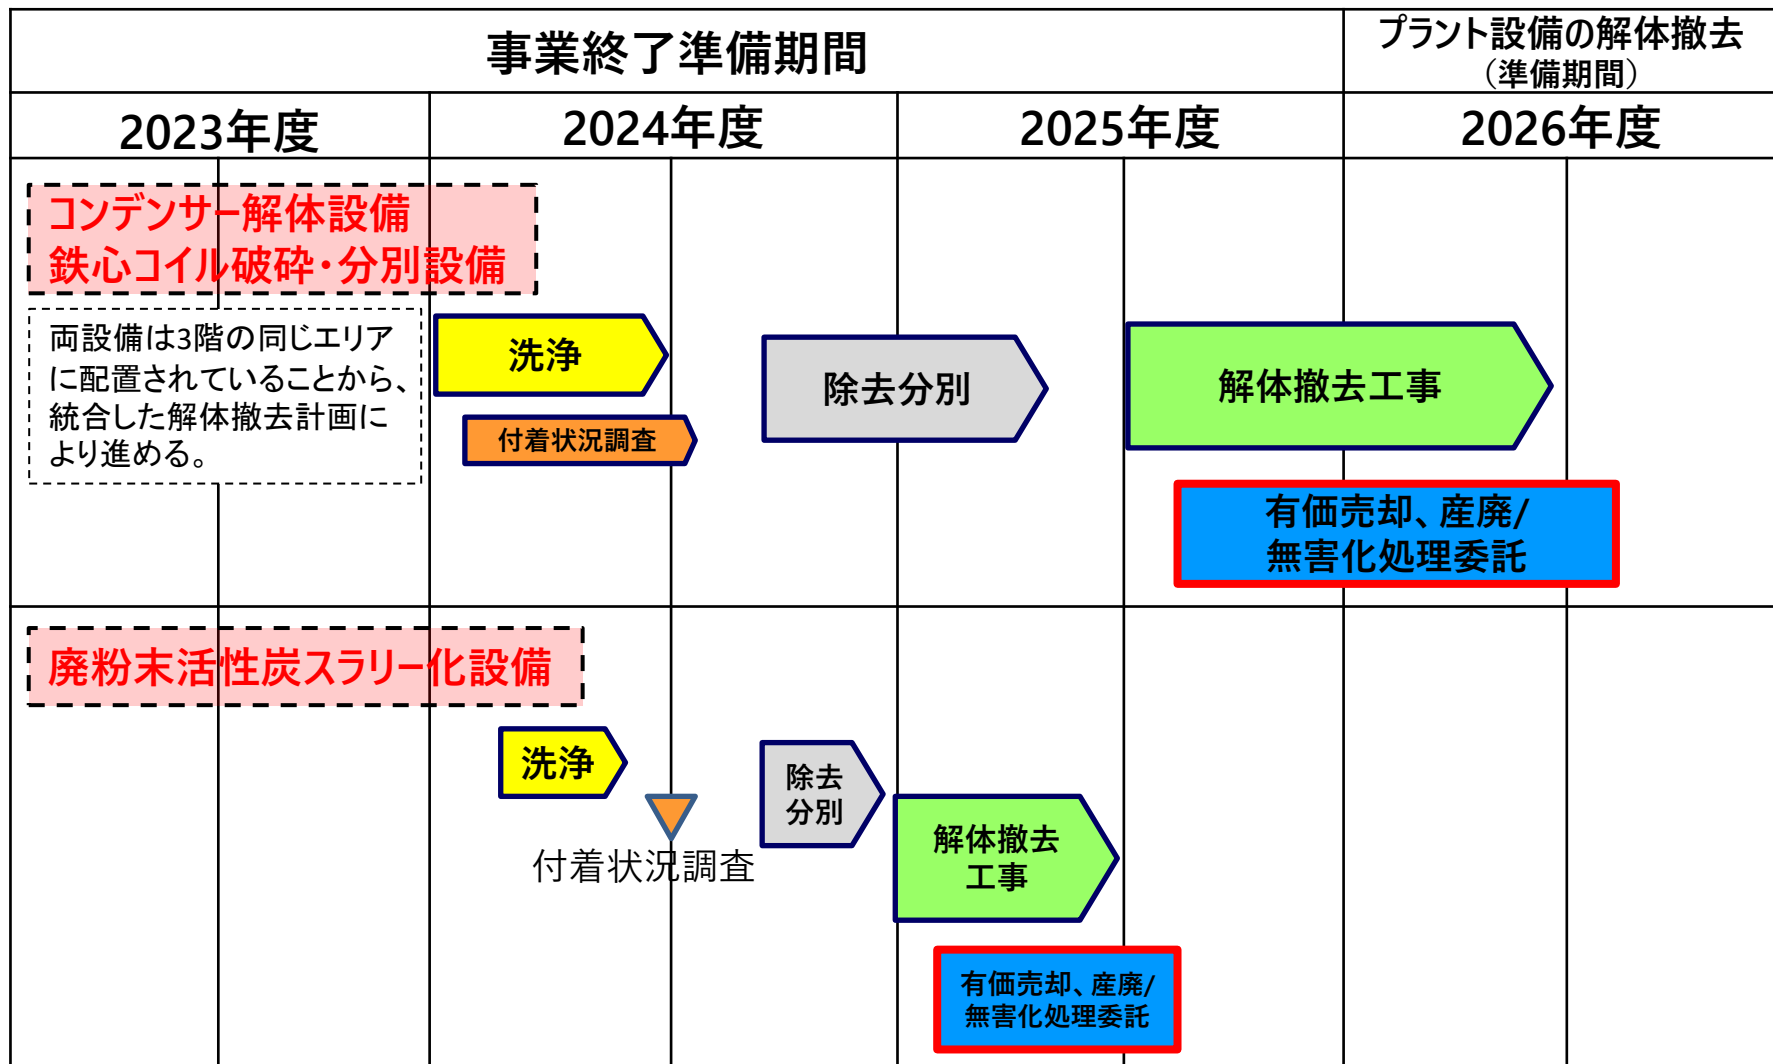 事業終了準備期間
プラント設備の解体撤去
（準備期間）
2023年度
2024年度
2025年度
2026年度
コンデンサー解体設備
鉄心コイル破砕・分別設備
両設備は3階の同じエリア
に配置されていることから、
統合した解体撤去計画に
より進める。
洗浄
付着状況調査
除去分別
解体撤去工事
有価売却、産廃/
無害化処理委託
廃粉末活性炭スラリー化設備
洗浄
付着状況調査
除去
分別
解体撤去
工事
有価売却、産廃/
無害化処理委託